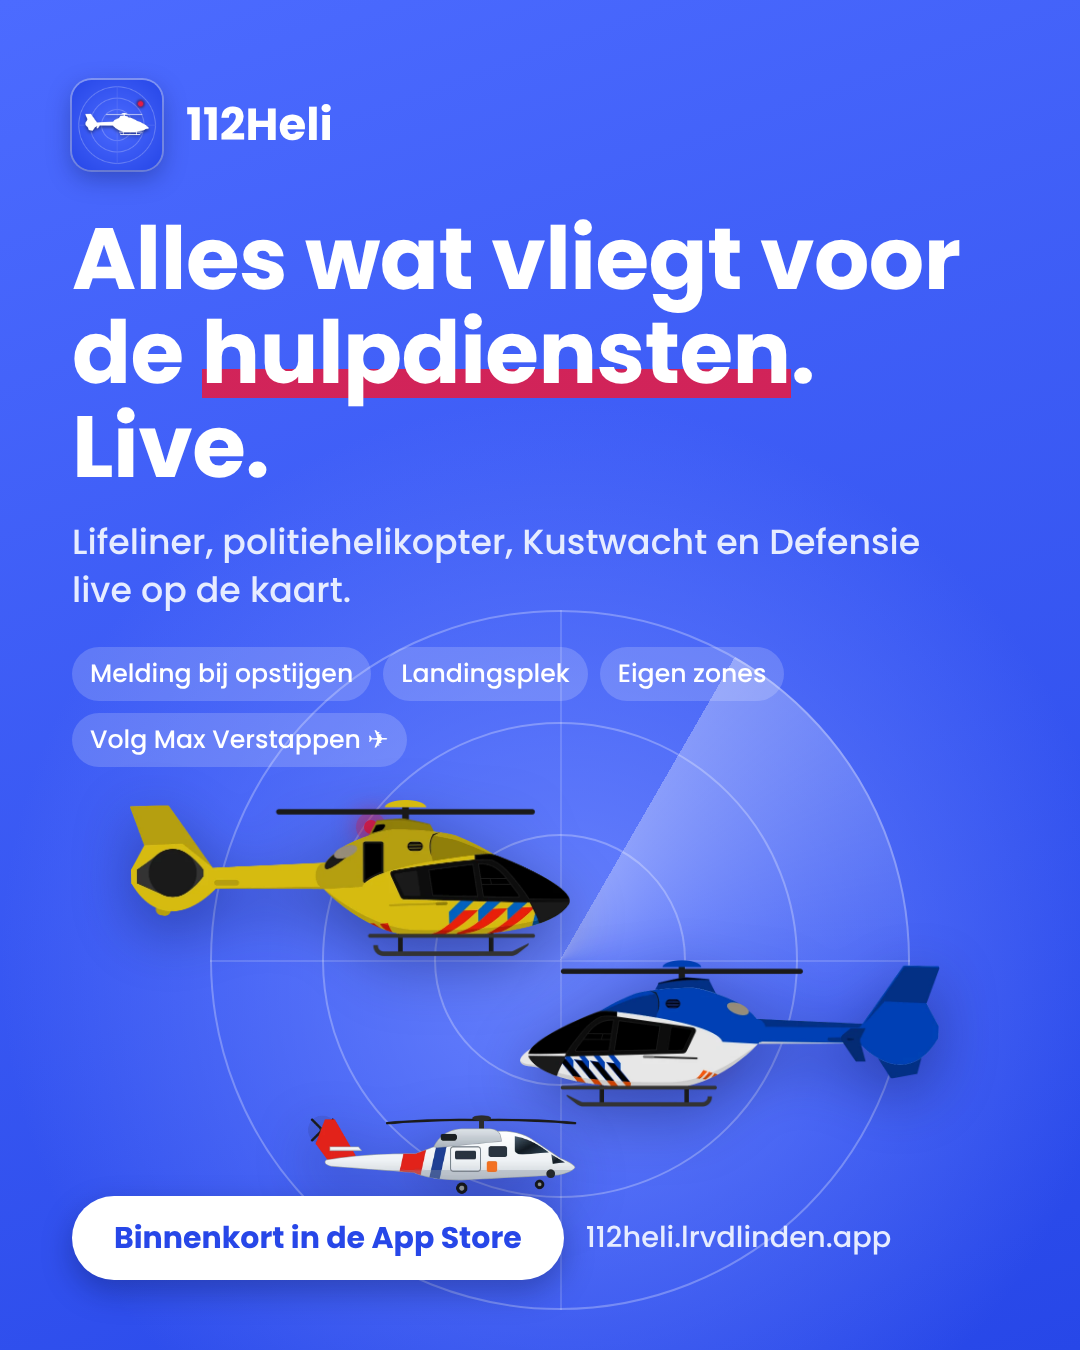 112Heli
Alles wat vliegt voor
de hulpdiensten.
Live.
Lifeliner, politiehelikopter, Kustwacht en Defensie
live op de kaart.
Melding bij opstijgen
Landingsplek
Eigen zones
Volg Max Verstappen ✈
Binnenkort in de App Store
112heli.lrvdlinden.app